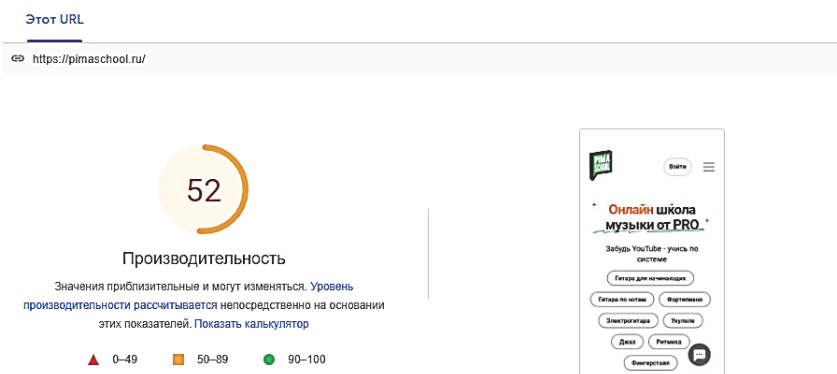 Этот URL
https://pimaschool.ru/
52
Производительность
Значения приблизительные и могут изменяться. Уровень
производительности рассчитывается непосредственно на основании
этих показателей. Показать калькулятор
0–49 50–89 90–100
PIMA
SCHOOL
Войти
Онлайн школа
музыки от PRO
Забудь YouTube - учись по
системе
Гитара для начинающих
Гитара по нотам Фортепиано
Электрогитара Укулеле
Джаз Ритмика
Фингерстайл